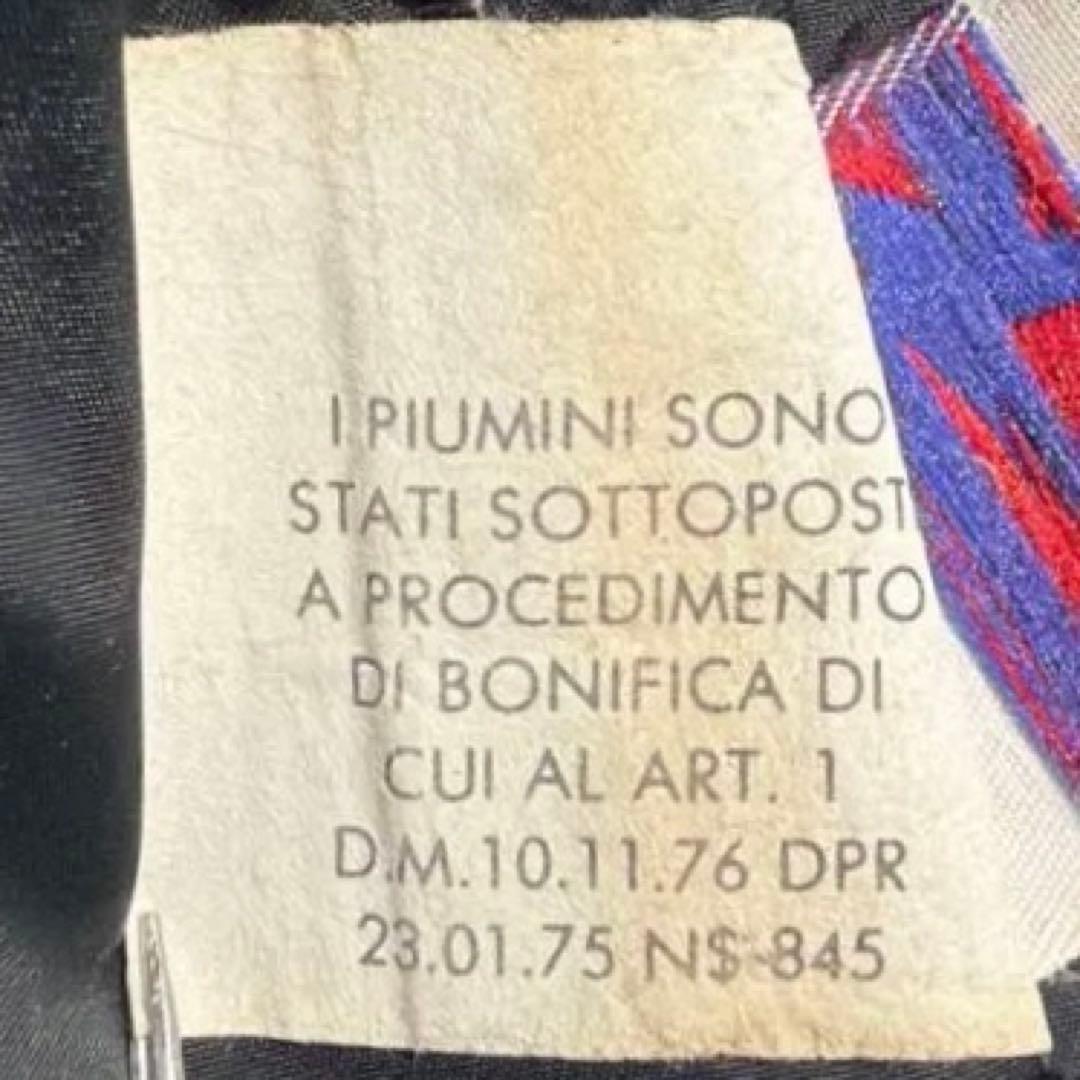 I PIUMINI SONO
STATI SOTTOPOST
A PROCEDIMENTO
DI BONIFICA DI
CUI AL ART. 1
D.M.10.11.76 DPR
23.01.75 N$-845